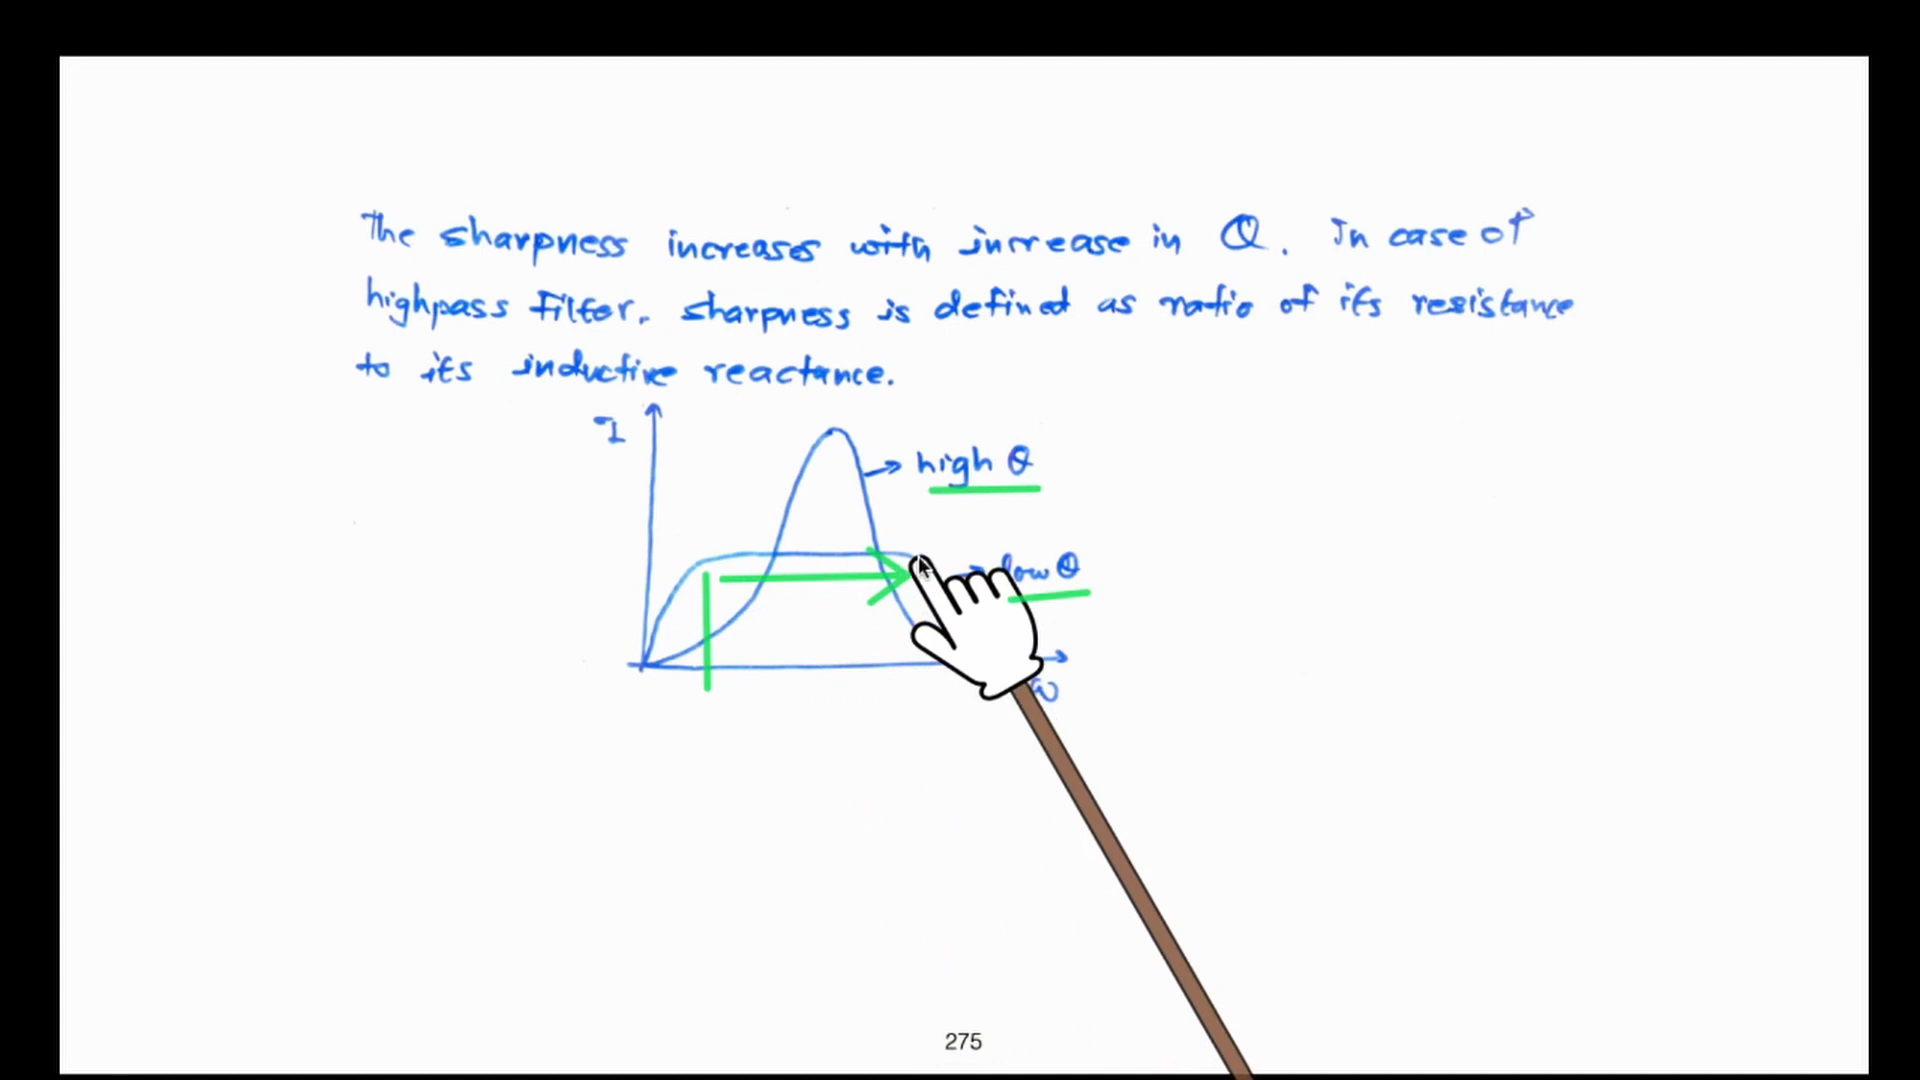 The sharpness increases with increase in Q. In case of
highpass filter. sharpness is defined as ratio of its resistance
to its inductive reactance.
I
high Q
low Q
ω
275